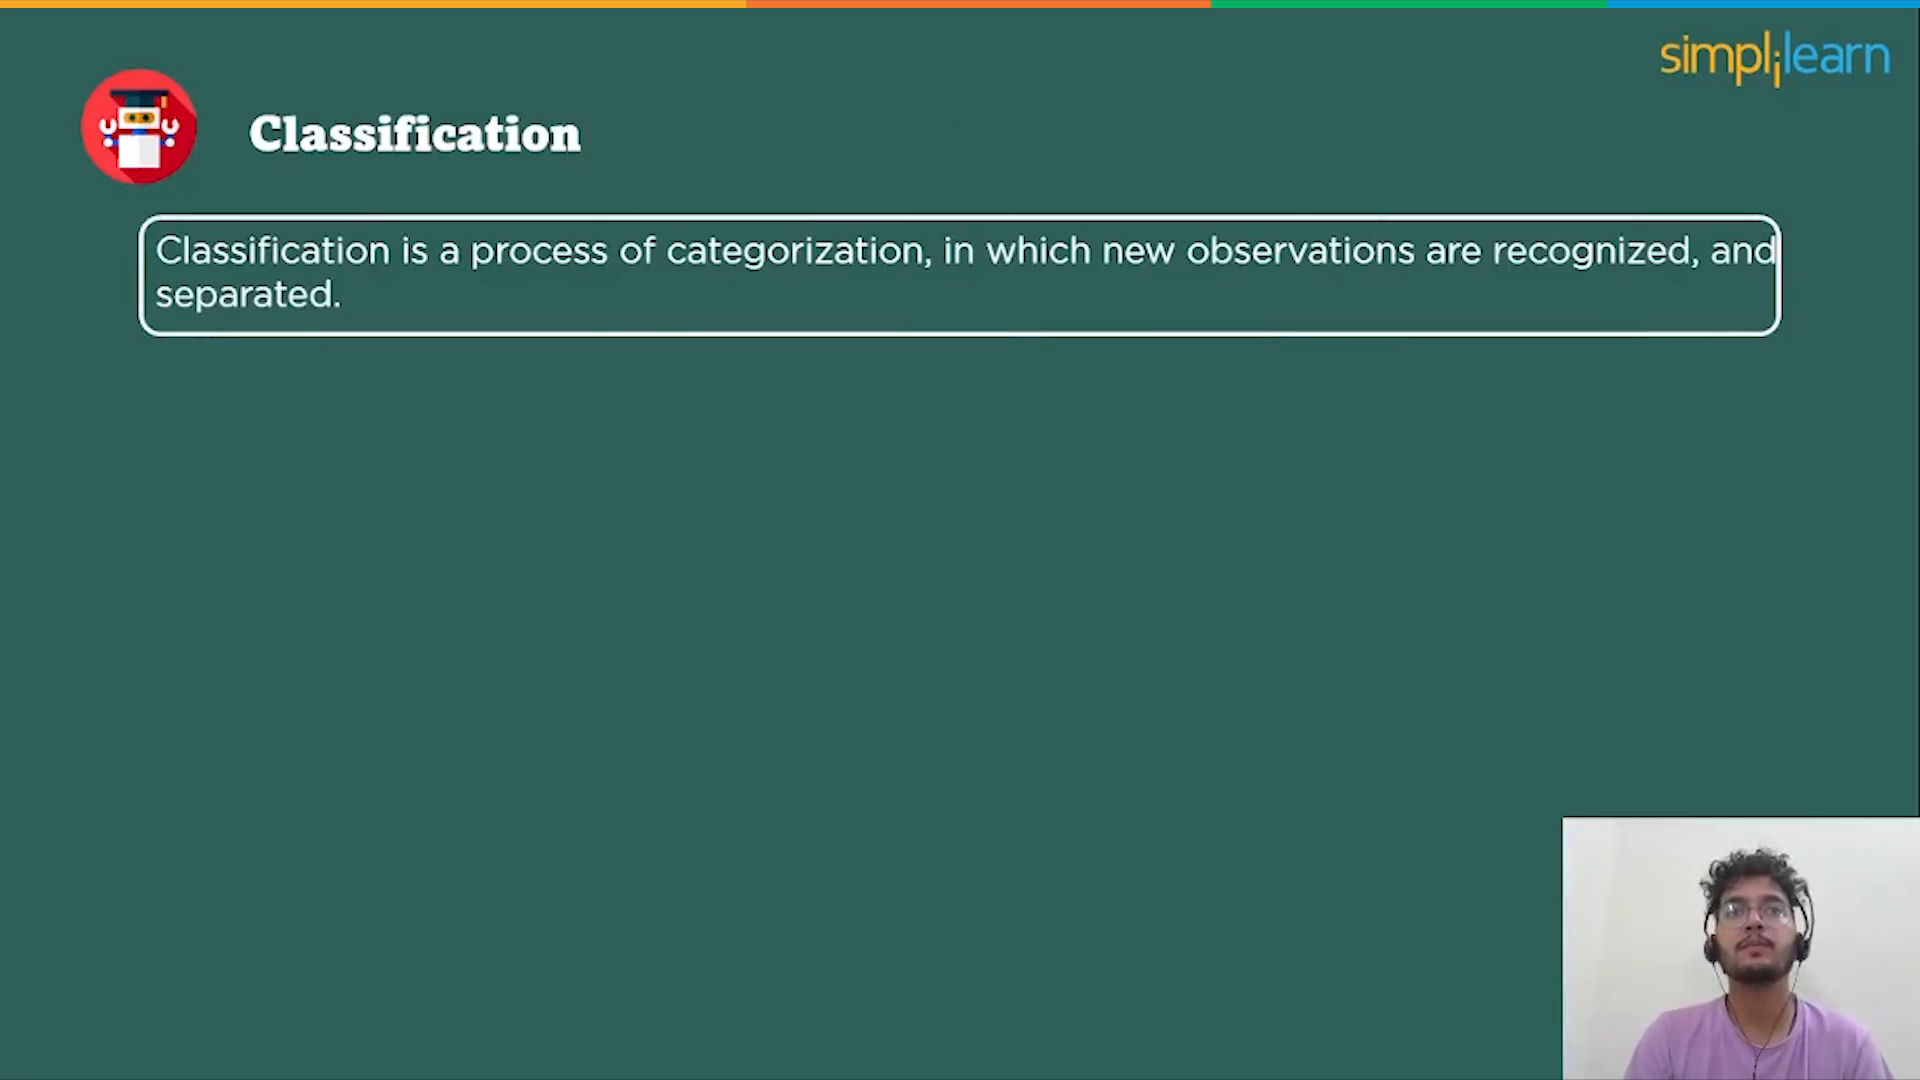 simplilearn
Classification
Classification is a process of categorization, in which new observations are recognized, and
separated.